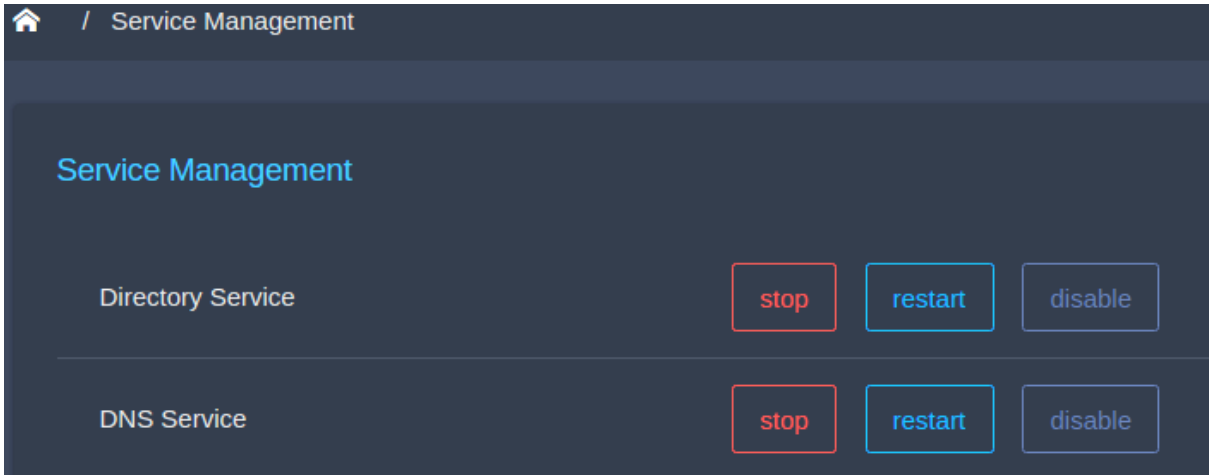 / Service Management
Service Management
Directory Service stop restart disable
DNS Service stop restart disable